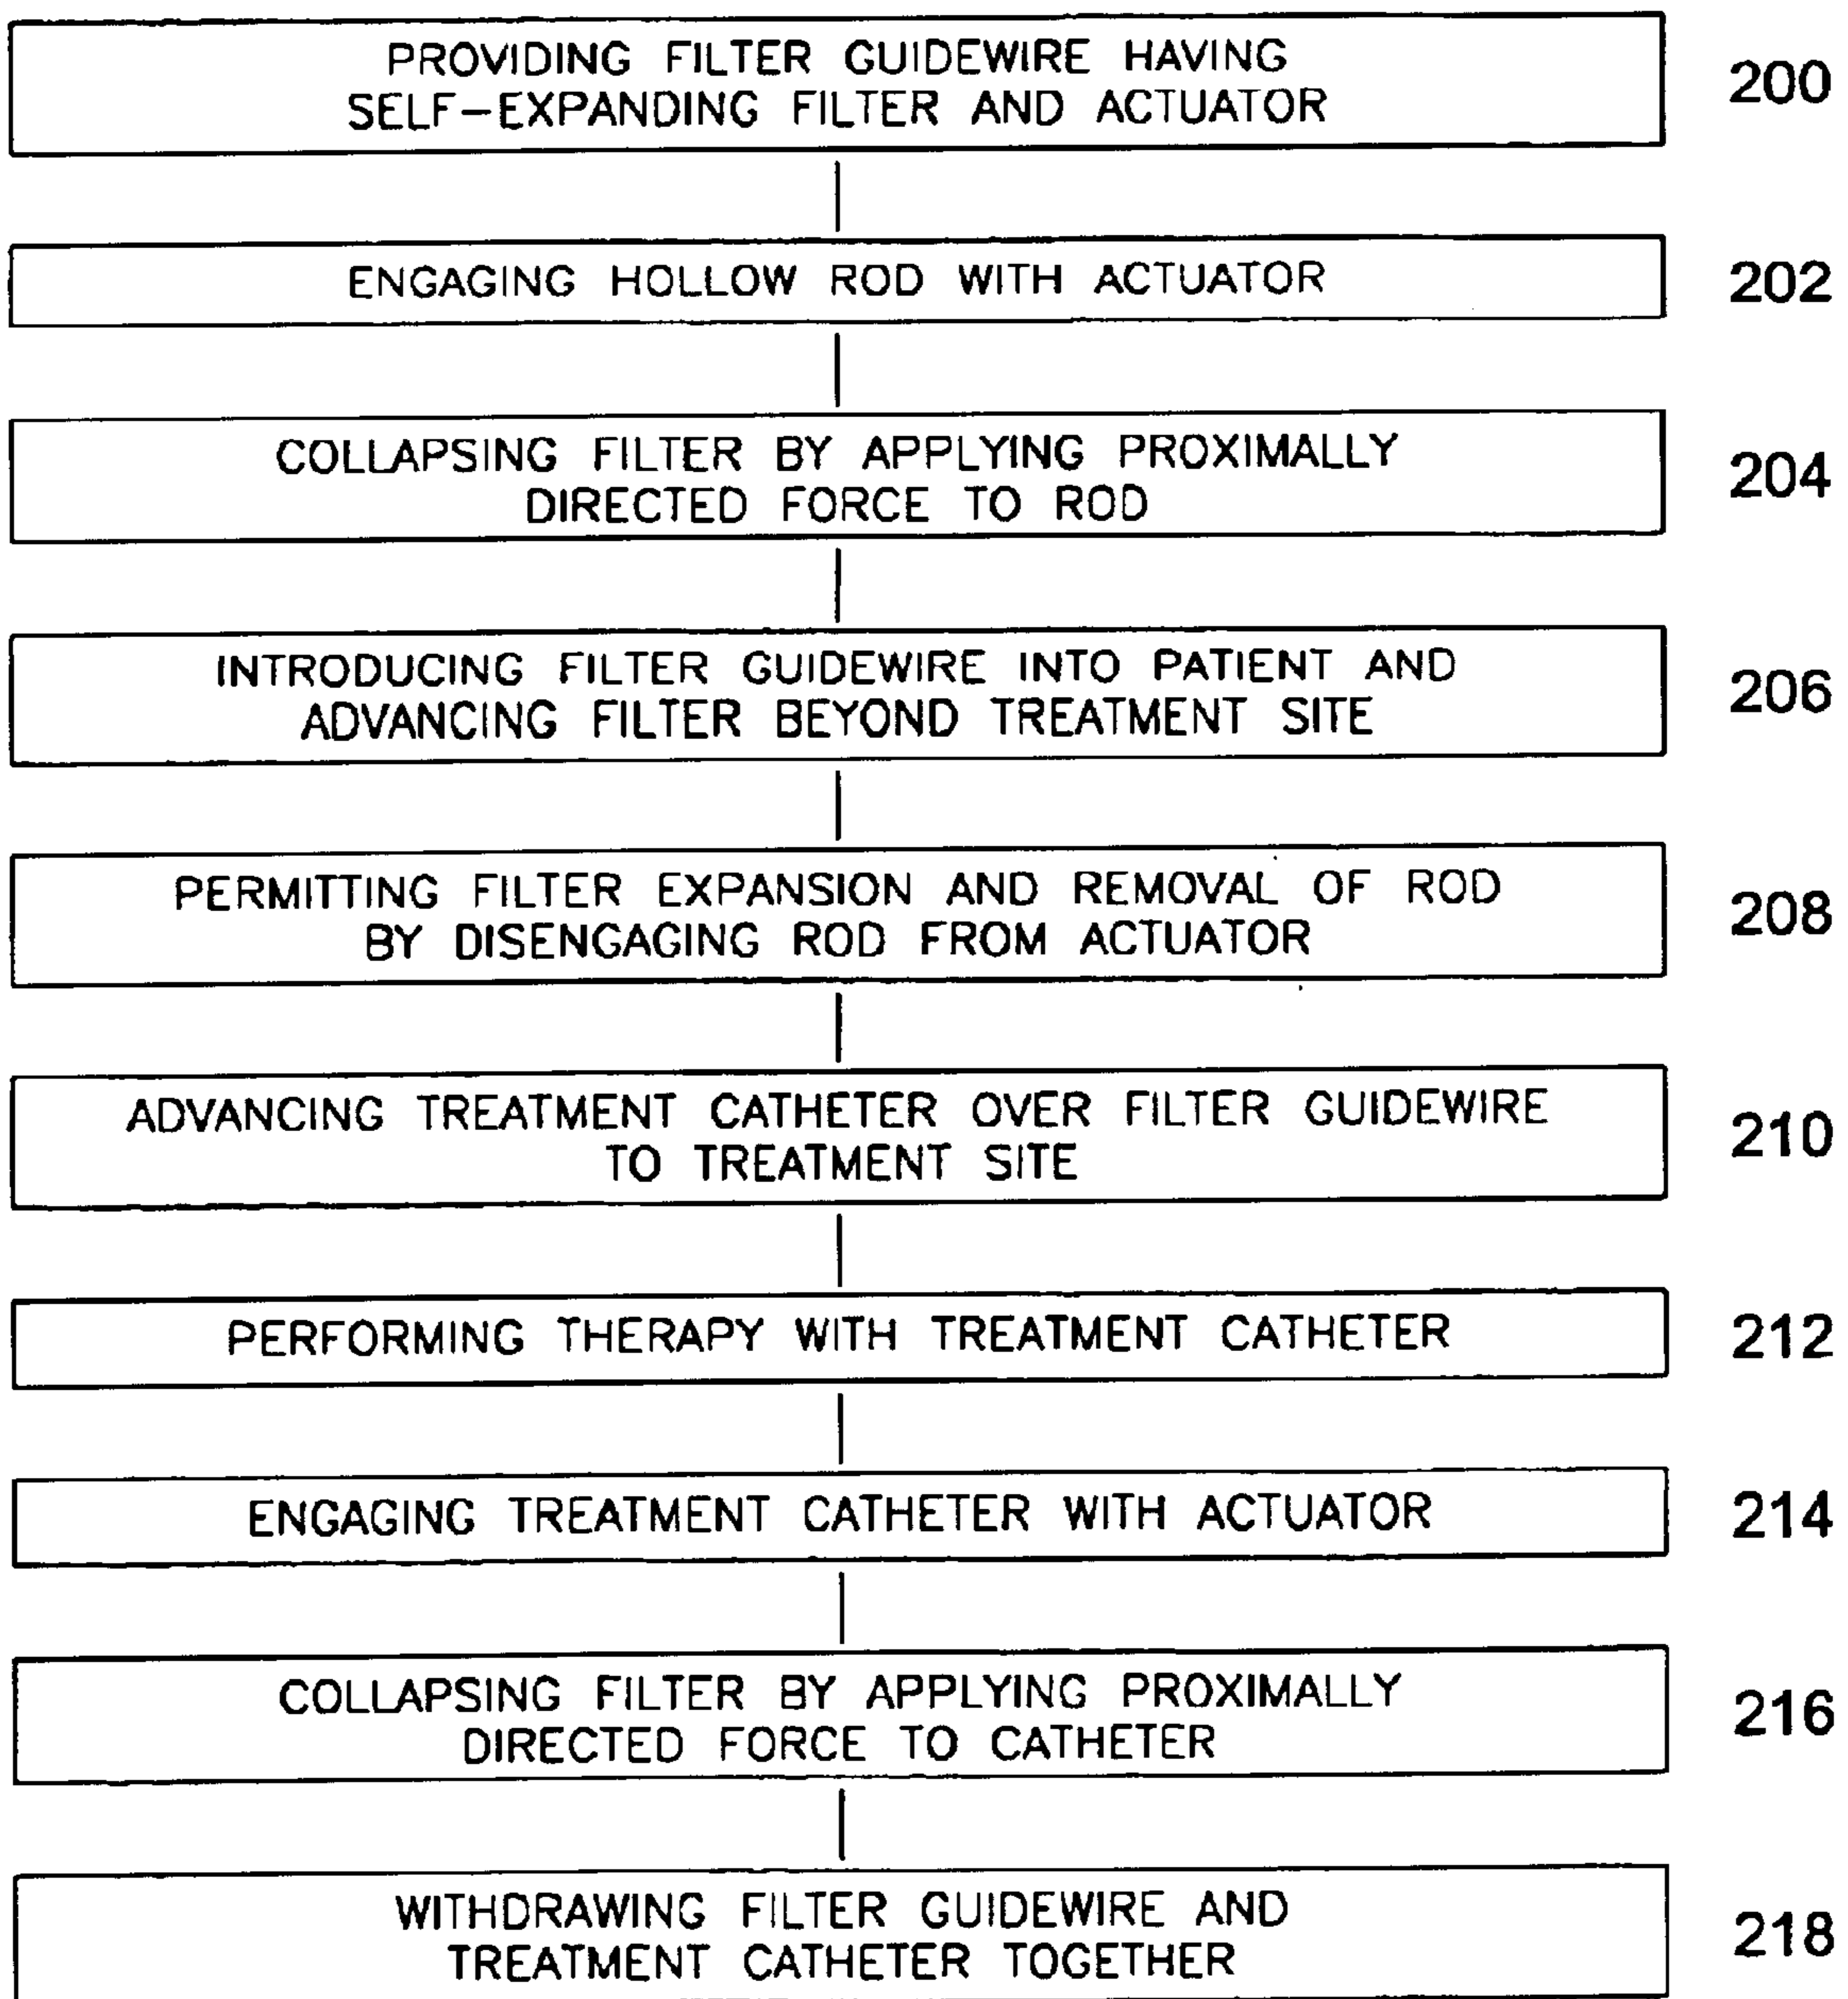 PROVIDING FILTER GUIDEWIRE HAVING
SELF-EXPANDING FILTER AND ACTUATOR
200
ENGAGING HOLLOW ROD WITH ACTUATOR
202
COLLAPSING FILTER BY APPLYING PROXIMALLY
DIRECTED FORCE TO ROD
204
INTRODUCING FILTER GUIDEWIRE INTO PATIENT AND
ADVANCING FILTER BEYOND TREATMENT SITE
206
PERMITTING FILTER EXPANSION AND REMOVAL OF ROD
BY DISENGAGING ROD FROM ACTUATOR
208
ADVANCING TREATMENT CATHETER OVER FILTER GUIDEWIRE
TO TREATMENT SITE
210
PERFORMING THERAPY WITH TREATMENT CATHETER
212
ENGAGING TREATMENT CATHETER WITH ACTUATOR
214
COLLAPSING FILTER BY APPLYING PROXIMALLY
DIRECTED FORCE TO CATHETER
216
WITHDRAWING FILTER GUIDEWIRE AND
TREATMENT CATHETER TOGETHER
218